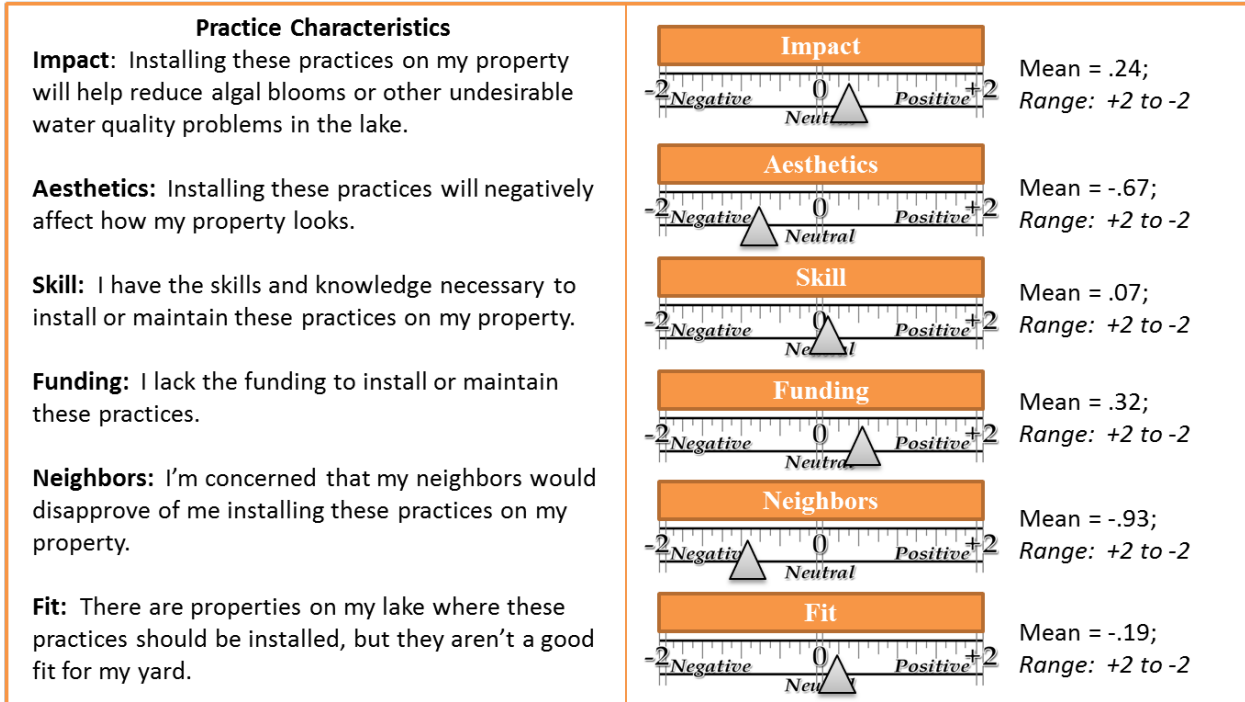 Practice Characteristics
Impact:  Installing these practices on my property
will help reduce algal blooms or other undesirable
water quality problems in the lake.
Aesthetics:  Installing these practices will negatively
affect how my property looks.
Skill:  I have the skills and knowledge necessary to
install or maintain these practices on my property.
Funding:  I lack the funding to install or maintain
these practices.
Neighbors:  I’m concerned that my neighbors would
disapprove of me installing these practices on my
property.
Fit:  There are properties on my lake where these
practices should be installed, but they aren’t a good
fit for my yard.
Impact
-2 Negative 0 Positive +2
Neutral
Mean = .24;
Range:  +2 to -2
Aesthetics
-2 Negative 0 Positive +2
Neutral
Mean = -.67;
Range:  +2 to -2
Skill
-2 Negative 0 Positive +2
Neutral
Mean = .07;
Range:  +2 to -2
Funding
-2 Negative 0 Positive +2
Neutral
Mean = .32;
Range:  +2 to -2
Neighbors
-2 Negative 0 Positive +2
Neutral
Mean = -.93;
Range:  +2 to -2
Fit
-2 Negative 0 Positive +2
Neutral
Mean = -.19;
Range:  +2 to -2